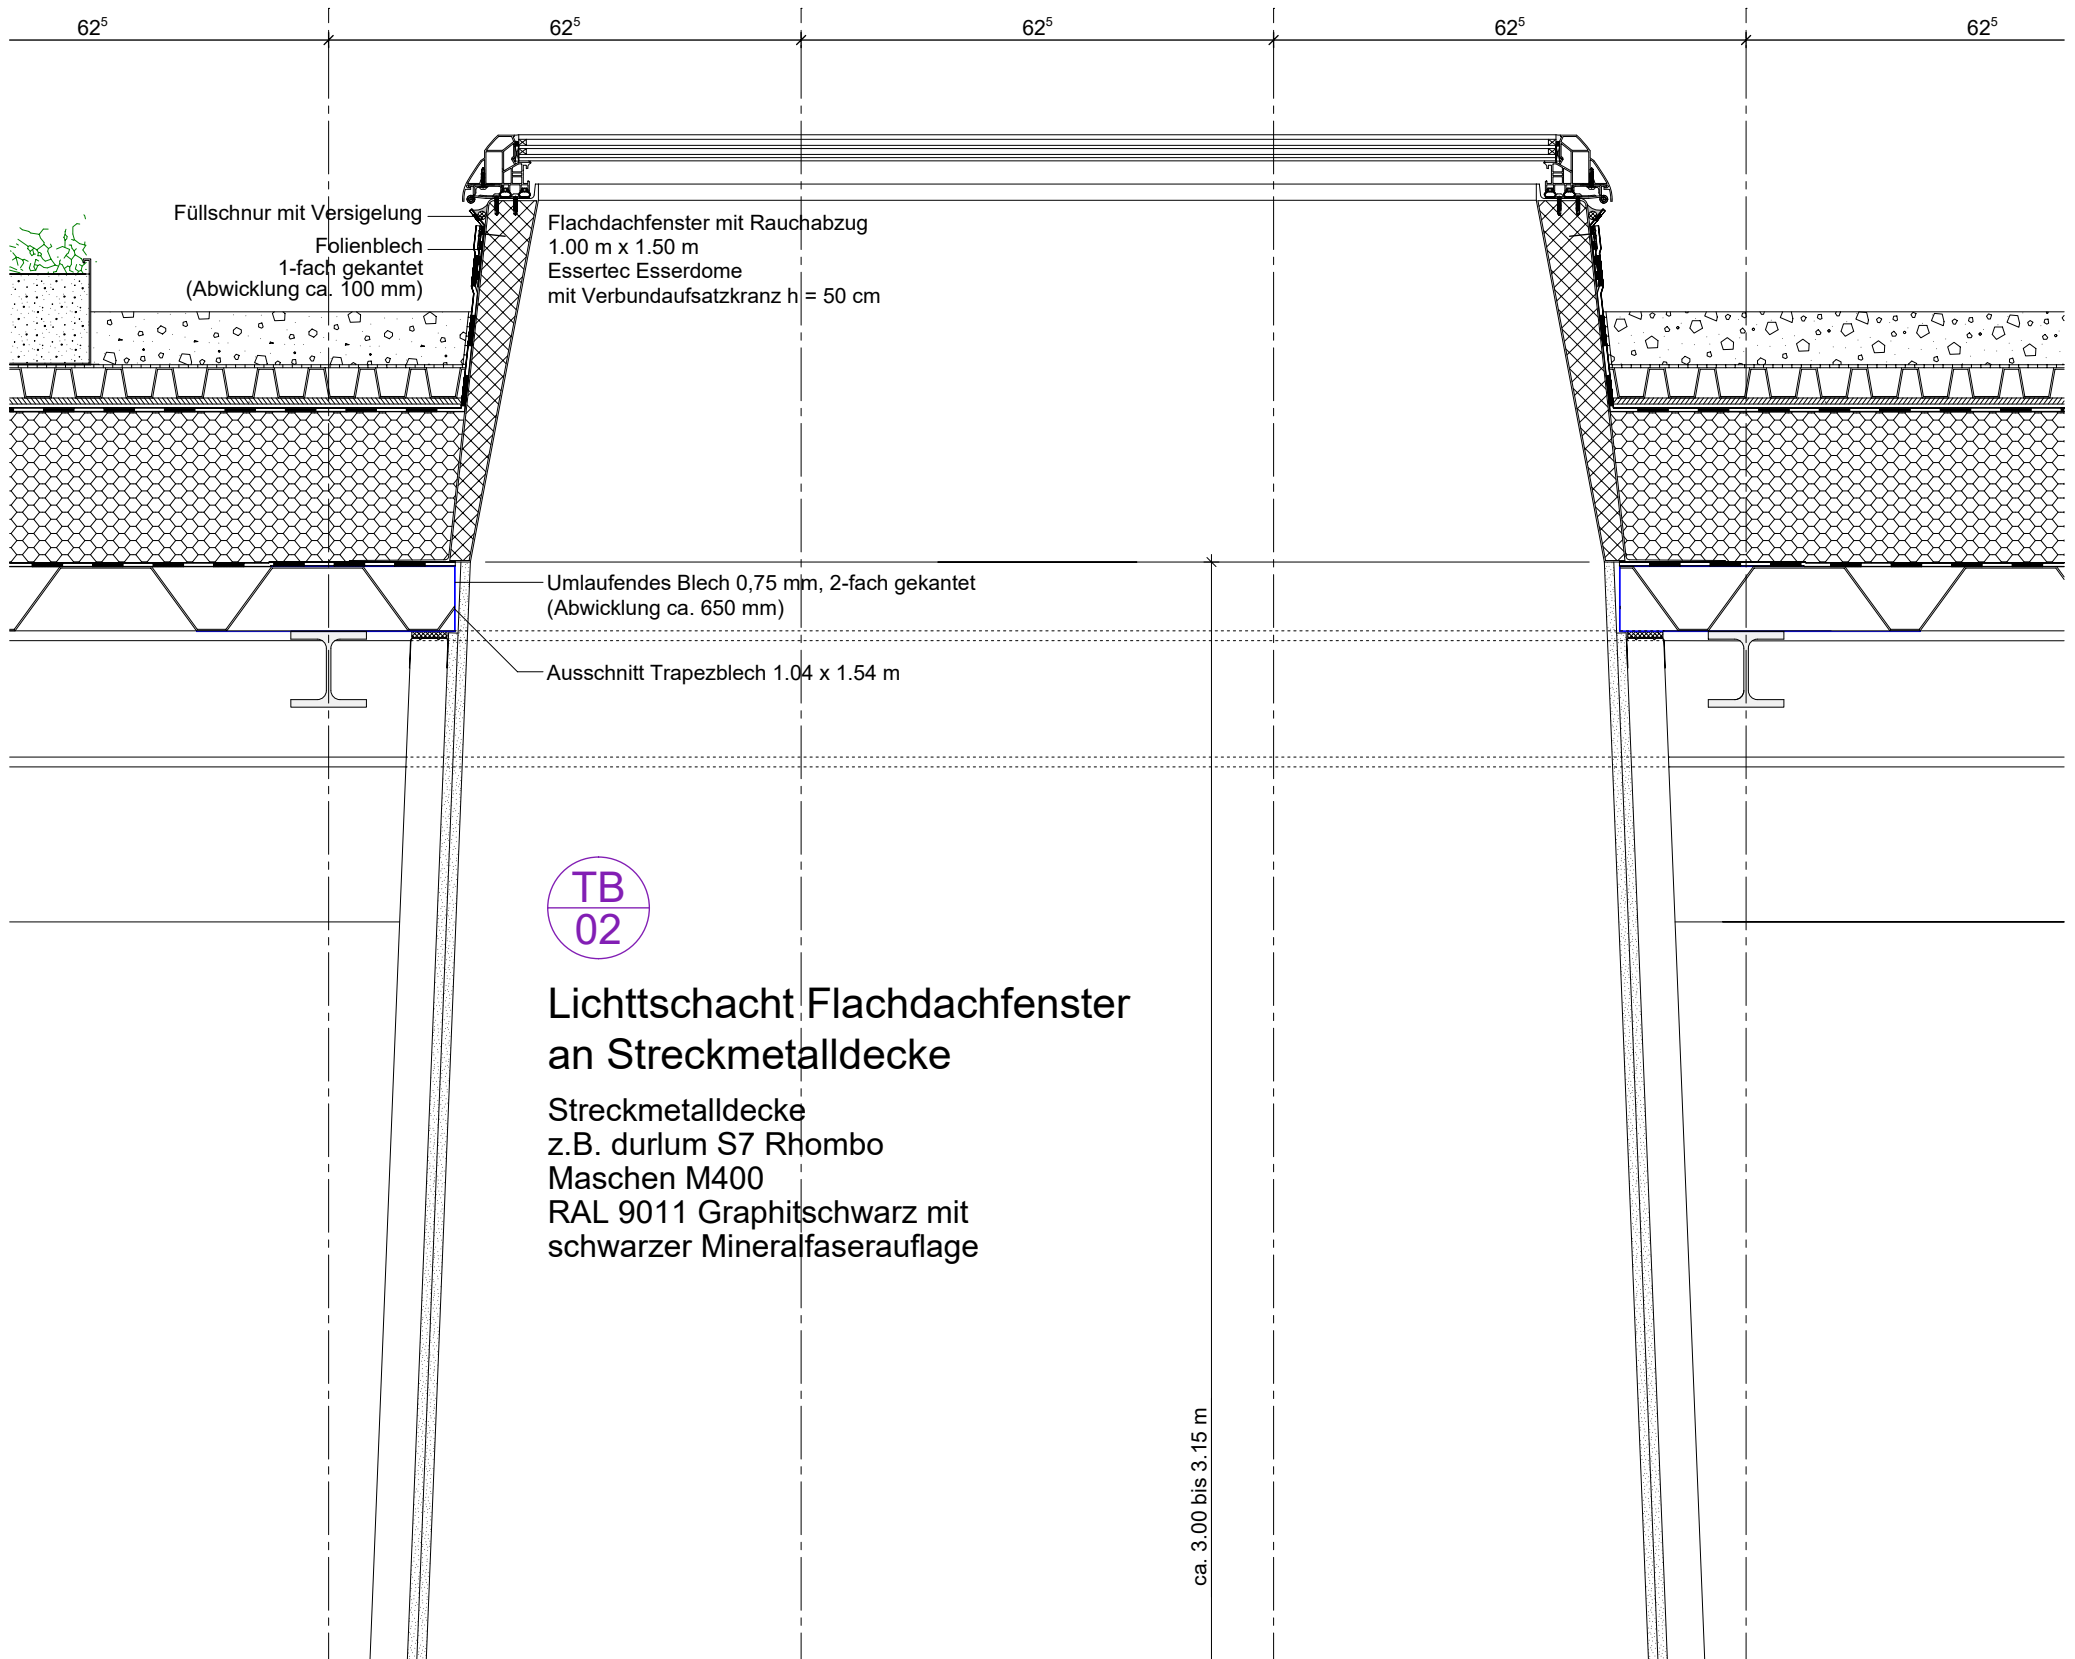 62⁵ 62⁵ 62⁵ 62⁵ 62⁵
Füllschnur mit Versigelung
Folienblech
1-fach gekantet
(Abwicklung ca. 100 mm)
Flachdachfenster mit Rauchabzug
1.00 m x 1.50 m
Essertec Esserdome
mit Verbundaufsatzkranz h = 50 cm
Umlaufendes Blech 0,75 mm, 2-fach gekantet
(Abwicklung ca. 650 mm)
Ausschnitt Trapezblech 1.04 x 1.54 m
TB
02
Lichttschacht Flachdachfenster
an Streckmetalldecke
Streckmetalldecke
z.B. durlum S7 Rhombo
Maschen M400
RAL 9011 Graphitschwarz mit
schwarzer Mineralfaserauflage
ca. 3.00 bis 3.15 m